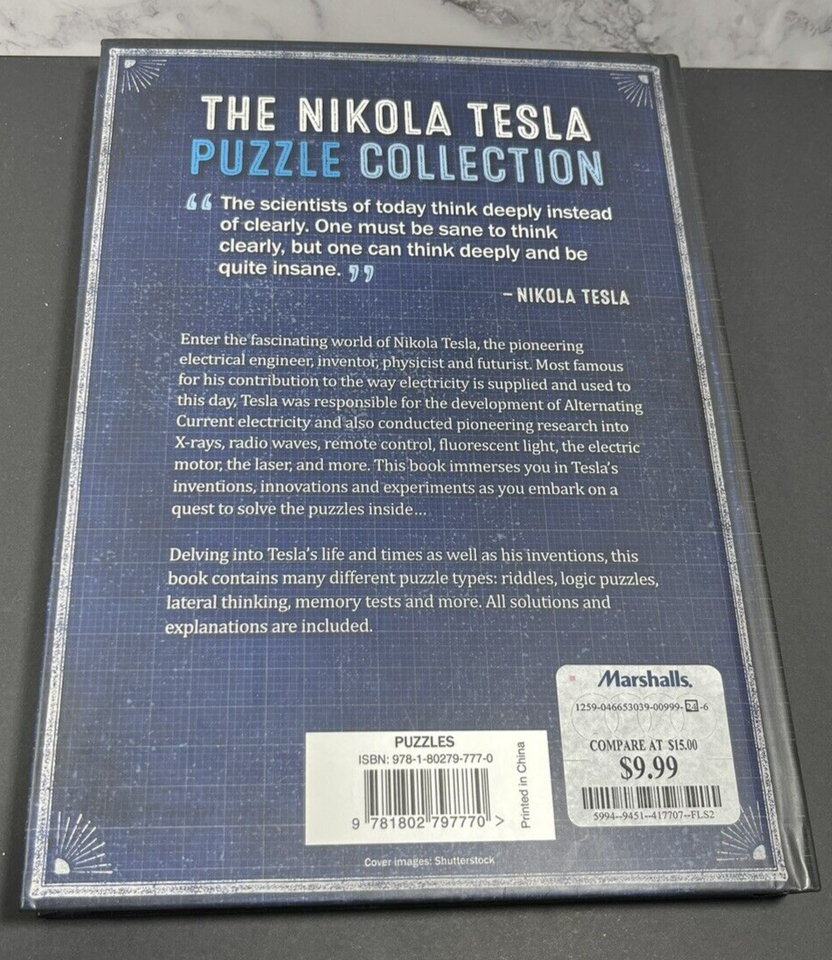 THE NIKOLA TESLA
PUZZLE COLLECTION
“ The scientists of today think deeply instead
of clearly. One must be sane to think
clearly, but one can think deeply and be
quite insane. ”
– NIKOLA TESLA
Enter the fascinating world of Nikola Tesla, the pioneering
electrical engineer, inventor, physicist and futurist. Most famous
for his contribution to the way electricity is supplied and used to
this day, Tesla was responsible for the development of Alternating
Current electricity and also conducted pioneering research into
X-rays, radio waves, remote control, fluorescent light, the electric
motor, the laser, and more. This book immerses you in Tesla’s
inventions, innovations and experiments as you embark on a
quest to solve the puzzles inside…
Delving into Tesla’s life and times as well as his inventions, this
book contains many different puzzle types: riddles, logic puzzles,
lateral thinking, memory tests and more. All solutions and
explanations are included.
Marshalls.
1259-046653039-00999-24-6
COMPARE AT $15.00
$9.99
5994--9451--417707--FLS2
PUZZLES
ISBN: 978-1-80279-777-0
9 781802 797770 >
Printed in China
Cover images: Shutterstock